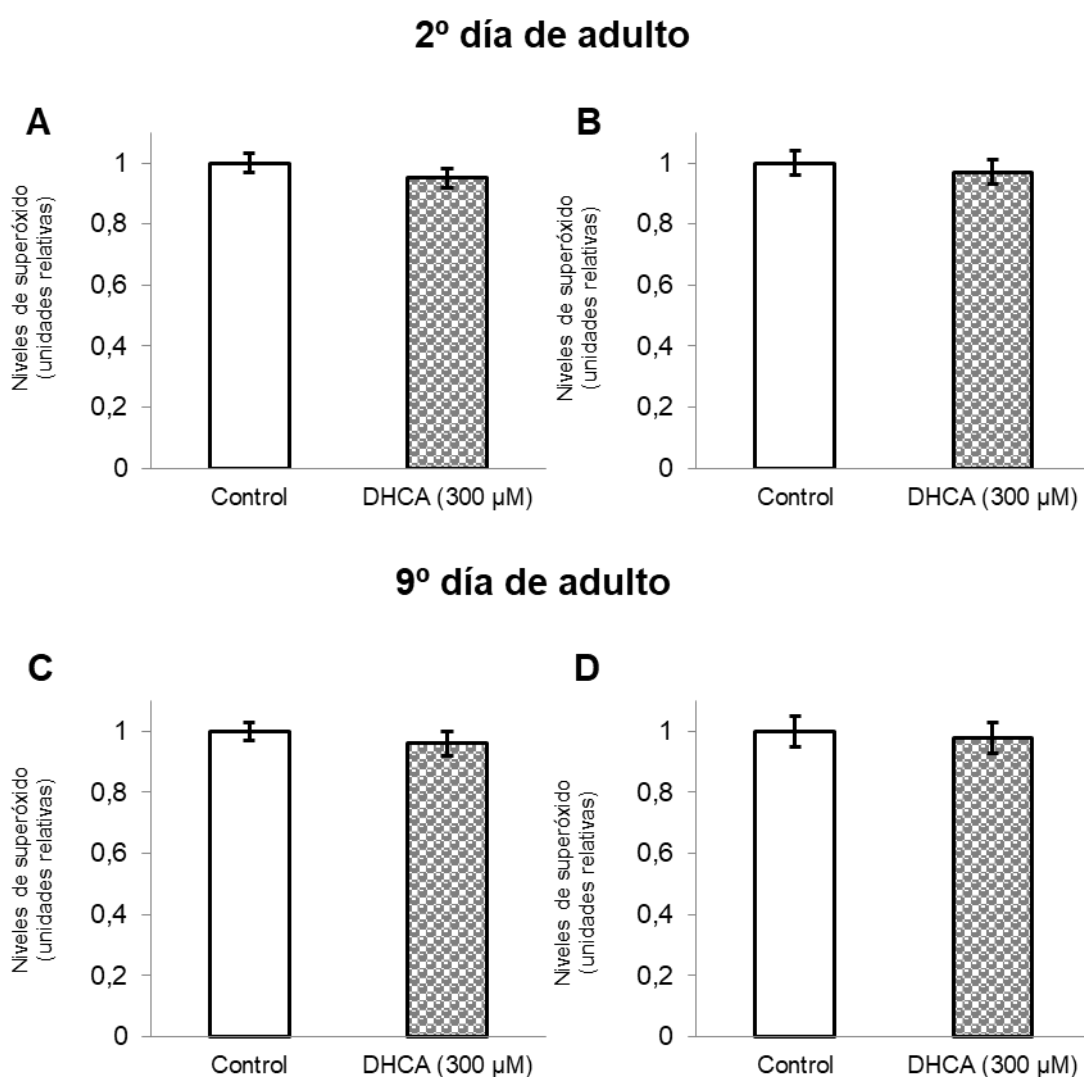 2º día de adulto
A
Niveles de superóxido
(unidades relativas)
1
0,8
0,6
0,4
0,2
0
Control
DHCA (300 µM)
B
Niveles de superóxido
(unidades relativas)
1
0,8
0,6
0,4
0,2
0
Control
DHCA (300 µM)
9º día de adulto
C
Niveles de superóxido
(unidades relativas)
1
0,8
0,6
0,4
0,2
0
Control
DHCA (300 µM)
D
Niveles de superóxido
(unidades relativas)
1
0,8
0,6
0,4
0,2
0
Control
DHCA (300 µM)